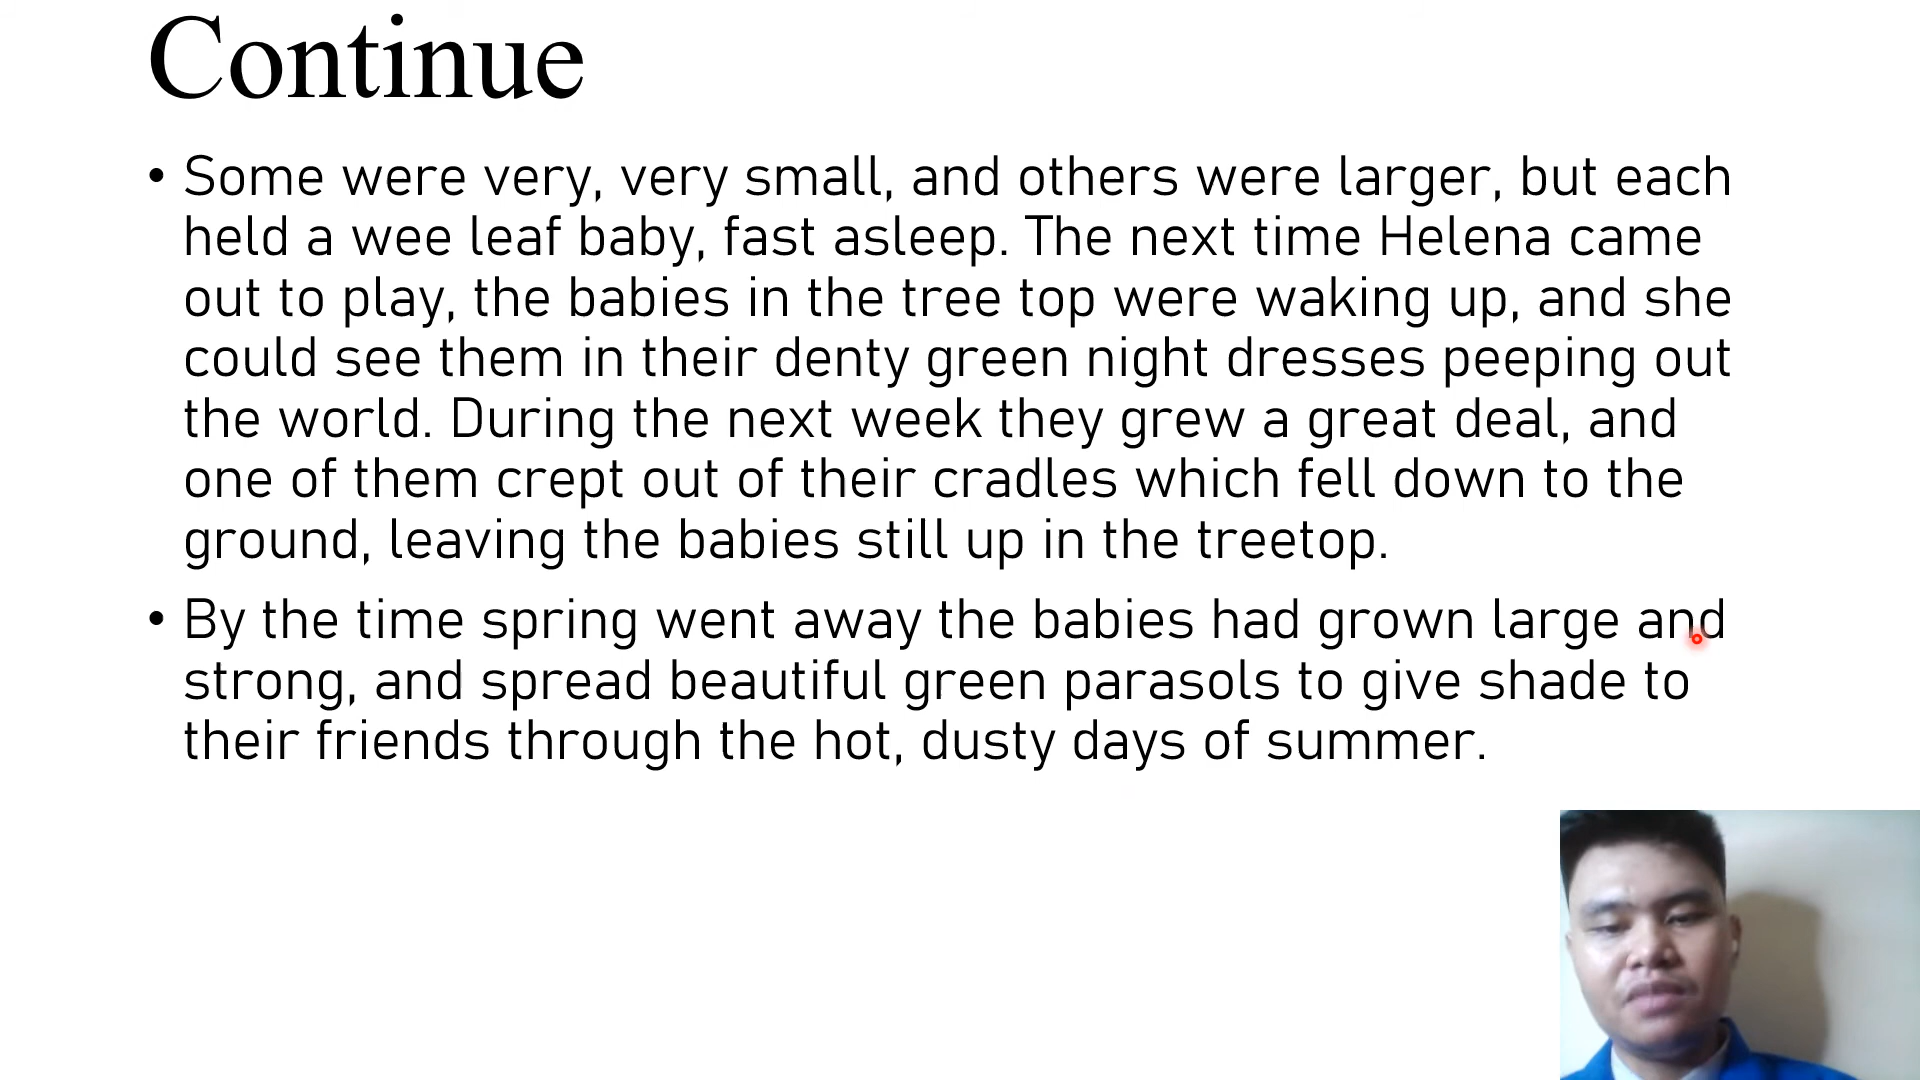 Continue
• Some were very, very small, and others were larger, but each
held a wee leaf baby, fast asleep. The next time Helena came
out to play, the babies in the tree top were waking up, and she
could see them in their denty green night dresses peeping out
the world. During the next week they grew a great deal, and
one of them crept out of their cradles which fell down to the
ground, leaving the babies still up in the treetop.
• By the time spring went away the babies had grown large and
strong, and spread beautiful green parasols to give shade to
their friends through the hot, dusty days of summer.